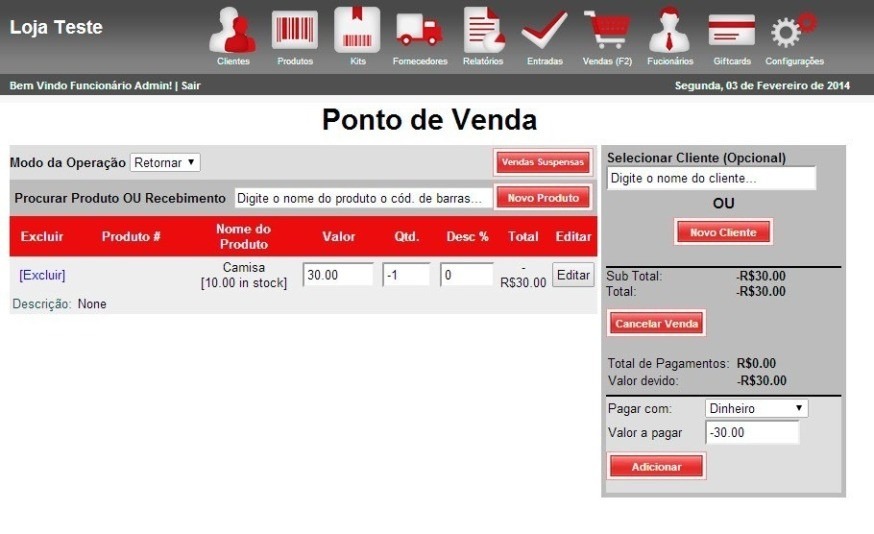 Loja Teste
Clientes Produtos Kits Fornecedores Relatórios Entradas Vendas (F2) Fucionários Giftcards Configurações
Bem Vindo Funcionário Admin! | Sair Segunda, 03 de Fevereiro de 2014
Ponto de Venda
Modo da Operação Retornar Vendas Suspensas
Procurar Produto OU Recebimento Digite o nome do produto o cód. de barras... Novo Produto
Excluir Produto # Nome do Produto Valor Qtd. Desc % Total Editar
[Excluir] Camisa 30.00 -1 0 -R$30.00 Editar
[10.00 in stock]
Descrição: None
Selecionar Cliente (Opcional)
Digite o nome do cliente...
OU
Novo Cliente
Sub Total: -R$30.00
Total: -R$30.00
Cancelar Venda
Total de Pagamentos: R$0.00
Valor devido: -R$30.00
Pagar com: Dinheiro
Valor a pagar -30.00
Adicionar